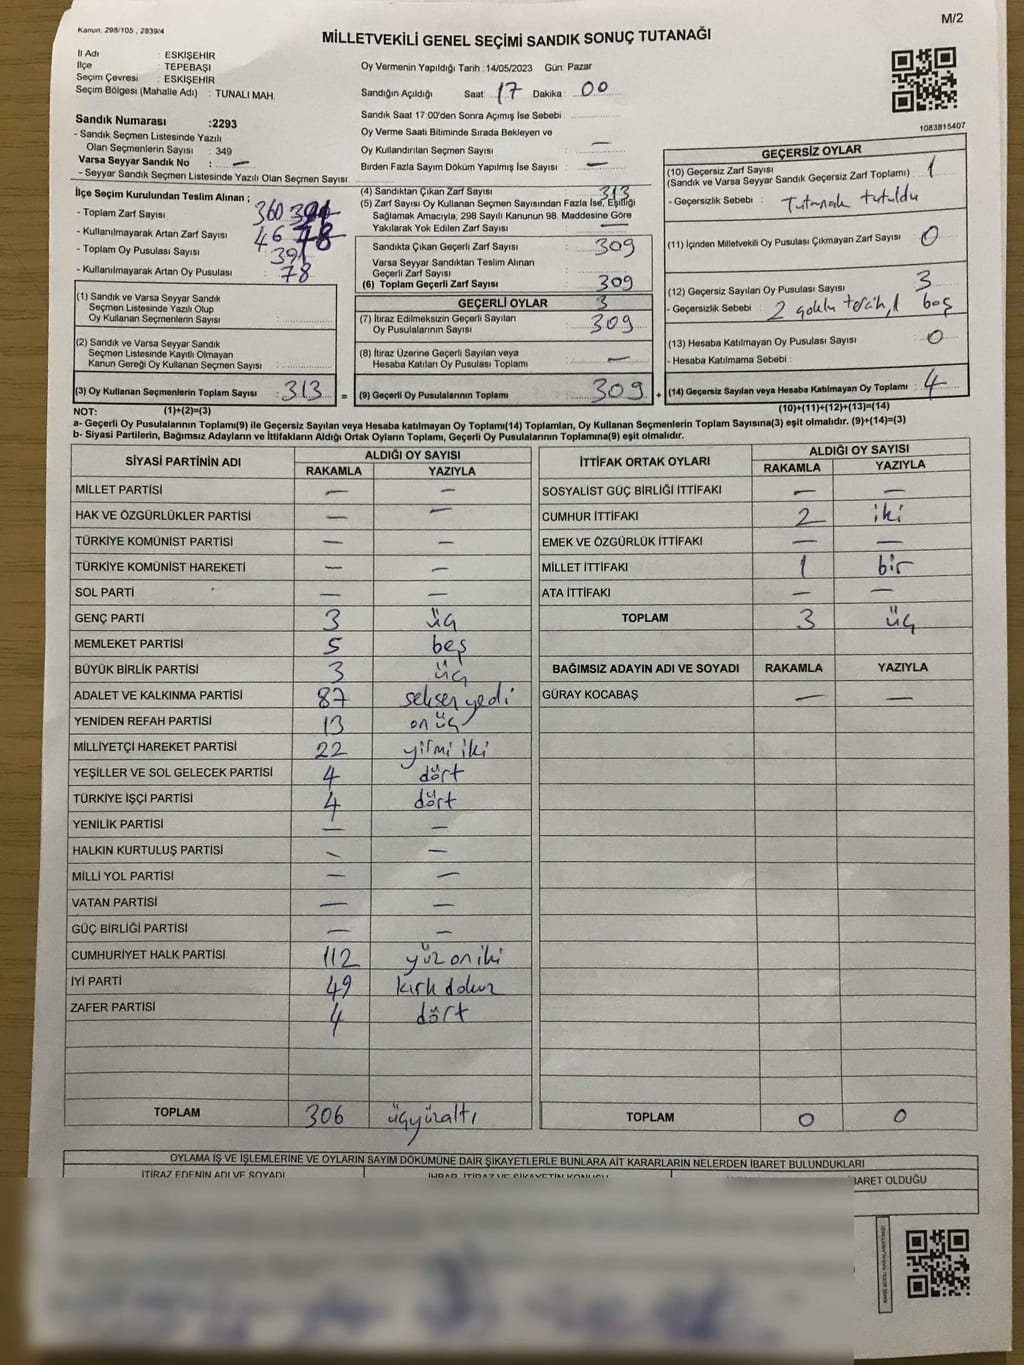 M/2
Kanun, 298/105 , 2839/4
MİLLETVEKİLİ GENEL SEÇİMİ SANDIK SONUÇ TUTANAĞI
İl Adı : ESKİŞEHİR
İlçe : TEPEBAŞI
Seçim Çevresi : ESKİŞEHİR
Seçim Bölgesi (Mahalle Adı) : TUNALI MAH.
Oy Vermenin Yapıldığı Tarih :14/05/2023 Gün: Pazar
Sandığın Açıldığı Saat: 17 Dakika : 00
Sandık Saat 17:00'den Sonra Açımış İse Sebebi :
Oy Verme Saati Bitiminde Sırada Bekleyen ve
Oy Kullandırılan Seçmen Sayısı : —
Birden Fazla Sayım Döküm Yapılmış İse Sayısı : —
1083815407
Sandık Numarası :2293
- Sandık Seçmen Listesinde Yazılı
Olan Seçmenlerin Sayısı : 349
Varsa Seyyar Sandık No : —
- Seyyar Sandık Seçmen Listesinde Yazılı Olan Seçmen Sayısı:
İlçe Seçim Kurulundan Teslim Alınan ;
- Toplam Zarf Sayısı : 360
- Kullanılmayarak Artan Zarf Sayısı : 46
- Toplam Oy Pusulası Sayısı : 391
- Kullanılmayarak Artan Oy Pusulası : 78
(1) Sandık ve Varsa Seyyar Sandık
Seçmen Listesinde Yazılı Olup
Oy Kullanan Seçmenlerin Sayısı :
(2) Sandık ve Varsa Seyyar Sandık
Seçmen Listesinde Kayıtlı Olmayan
Kanun Gereği Oy Kullanan Seçmen Sayısı :
(3) Oy Kullanan Seçmenlerin Toplam Sayısı : 313 =
(4) Sandıktan Çıkan Zarf Sayısı : 313
(5) Zarf Sayısı Oy Kullanan Seçmen Sayısından Fazla İse, Eşitliği
Sağlamak Amacıyla, 298 Sayılı Kanunun 98. Maddesine Göre
Yakılarak Yok Edilen Zarf Sayısı : —
Sandıkta Çıkan Geçerli Zarf Sayısı : 309
Varsa Seyyar Sandıktan Teslim Alınan
Geçerli Zarf Sayısı :
(6) Toplam Geçerli Zarf Sayısı : 309
GEÇERLİ OYLAR 3
(7) İtiraz Edilmeksizin Geçerli Sayılan
Oy Pusulalarının Sayısı : 309
(8) İtiraz Üzerine Geçerli Sayılan veya
Hesaba Katılan Oy Pusulası Toplamı : —
(9) Geçerli Oy Pusulalarının Toplamı : 309 +
GEÇERSİZ OYLAR
(10) Geçersiz Zarf Sayısı : 1
(Sandık ve Varsa Seyyar Sandık Geçersiz Zarf Toplamı)
- Geçersizlik Sebebi : Tutanak tutuldu
(11) İçinden Milletvekili Oy Pusulası Çıkmayan Zarf Sayısı : 0
(12) Geçersiz Sayılan Oy Pusulası Sayısı : 3
- Geçersizlik Sebebi : 2 çoklu tercih, 1 boş
(13) Hesaba Katılmayan Oy Pusulası Sayısı : 0
- Hesaba Katılmama Sebebi :
(14) Geçersiz Sayılan veya Hesaba Katılmayan Oy Toplamı : 4
NOT: (1)+(2)=(3) (10)+(11)+(12)+(13)=(14)
a- Geçerli Oy Pusulalarının Toplamı(9) ile Geçersiz Sayılan veya Hesaba katılmayan Oy Toplamı(14) Toplamları, Oy Kullanan Seçmenlerin Toplam Sayısına(3) eşit olmalıdır. (9)+(14)=(3)
b- Siyasi Partilerin, Bağımsız Adayların ve İttifakların Aldığı Ortak Oyların Toplamı, Geçerli Oy Pusulalarının Toplamına(9) eşit olmalıdır.
SİYASİ PARTİNİN ADI ALDIĞI OY SAYISI
RAKAMLA YAZIYLA
MİLLET PARTİSİ — —
HAK VE ÖZGÜRLÜKLER PARTİSİ — —
TÜRKİYE KOMÜNİST PARTİSİ — —
TÜRKİYE KOMÜNİST HAREKETİ — —
SOL PARTİ — —
GENÇ PARTİ 3 üç
MEMLEKET PARTİSİ 5 beş
BÜYÜK BİRLİK PARTİSİ 3 üç
ADALET VE KALKINMA PARTİSİ 87 seksen yedi
YENİDEN REFAH PARTİSİ 13 on üç
MİLLİYETÇİ HAREKET PARTİSİ 22 yirmi iki
YEŞİLLER VE SOL GELECEK PARTİSİ 4 dört
TÜRKİYE İŞÇİ PARTİSİ 4 dört
YENİLİK PARTİSİ — —
HALKIN KURTULUŞ PARTİSİ — —
MİLLİ YOL PARTİSİ — —
VATAN PARTİSİ — —
GÜÇ BİRLİĞİ PARTİSİ — —
CUMHURİYET HALK PARTİSİ 112 yüz on iki
İYİ PARTİ 49 kırk dokuz
ZAFER PARTİSİ 4 dört
TOPLAM 306 üçyüzaltı
İTTİFAK ORTAK OYLARI ALDIĞI OY SAYISI
RAKAMLA YAZIYLA
SOSYALİST GÜÇ BİRLİĞİ İTTİFAKI — —
CUMHUR İTTİFAKI 2 iki
EMEK VE ÖZGÜRLÜK İTTİFAKI — —
MİLLET İTTİFAKI 1 bir
ATA İTTİFAKI — —
TOPLAM 3 üç
BAĞIMSIZ ADAYIN ADI VE SOYADI RAKAMLA YAZIYLA
GÜRAY KOCABAŞ — —
TOPLAM 0 0
OYLAMA İŞ VE İŞLEMLERİNE VE OYLARIN SAYIM DÖKÜMÜNE DAİR ŞİKAYETLERLE BUNLARA AİT KARARLARIN NELERDEN İBARET BULUNDUKLARI
İTİRAZ EDENİN ADI VE SOYADI İHBAR, İTİRAZ VE ŞİKAYETİN KONUSU İBARET OLDUĞU